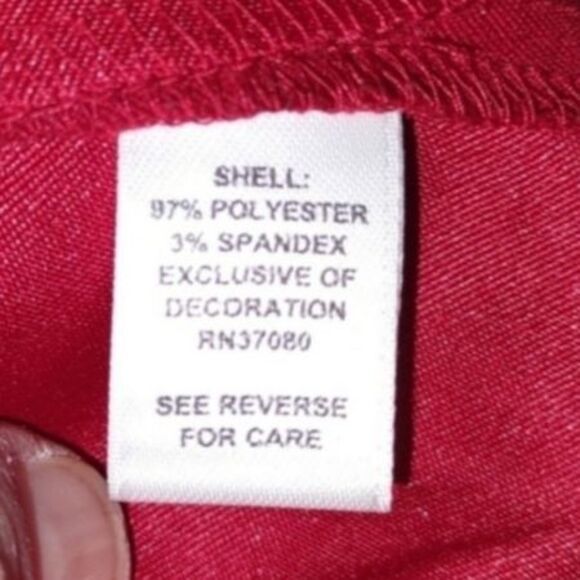 SHELL:
97% POLYESTER
3% SPANDEX
EXCLUSIVE OF
DECORATION
RN37080
SEE REVERSE
FOR CARE